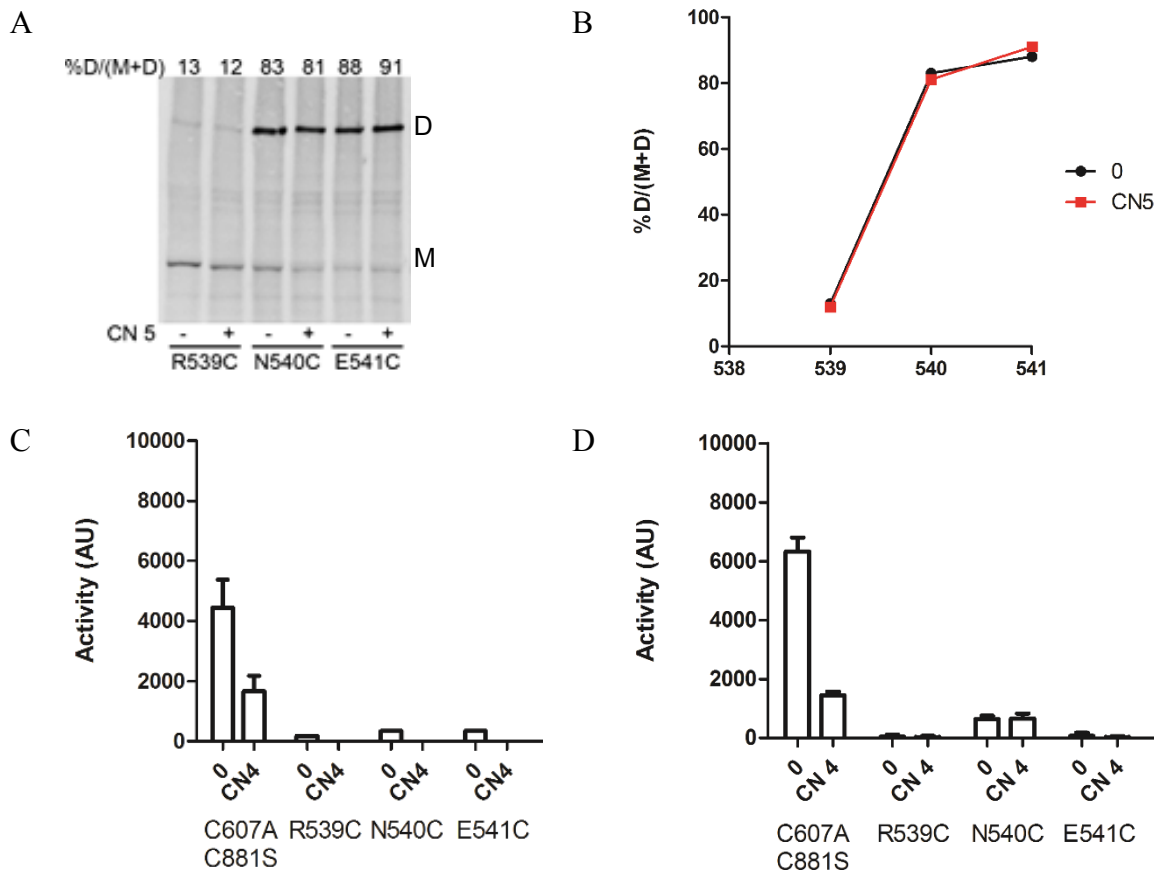 A
%D/(M+D) 13 12 83 81 88 91
D
M
CN 5 - + - + - +
R539C N540C E541C
B
%D/(M+D)
100
80
60
40
20
0
538 539 540 541
0
CN5
C
Activity (AU)
10000
8000
6000
4000
2000
0
0 CN4 0 CN4 0 CN4 0 CN4
C607A R539C N540C E541C
C881S
D
Activity (AU)
10000
8000
6000
4000
2000
0
0 CN 4 0 CN 4 0 CN 4 0 CN 4
C607A R539C N540C E541C
C881S